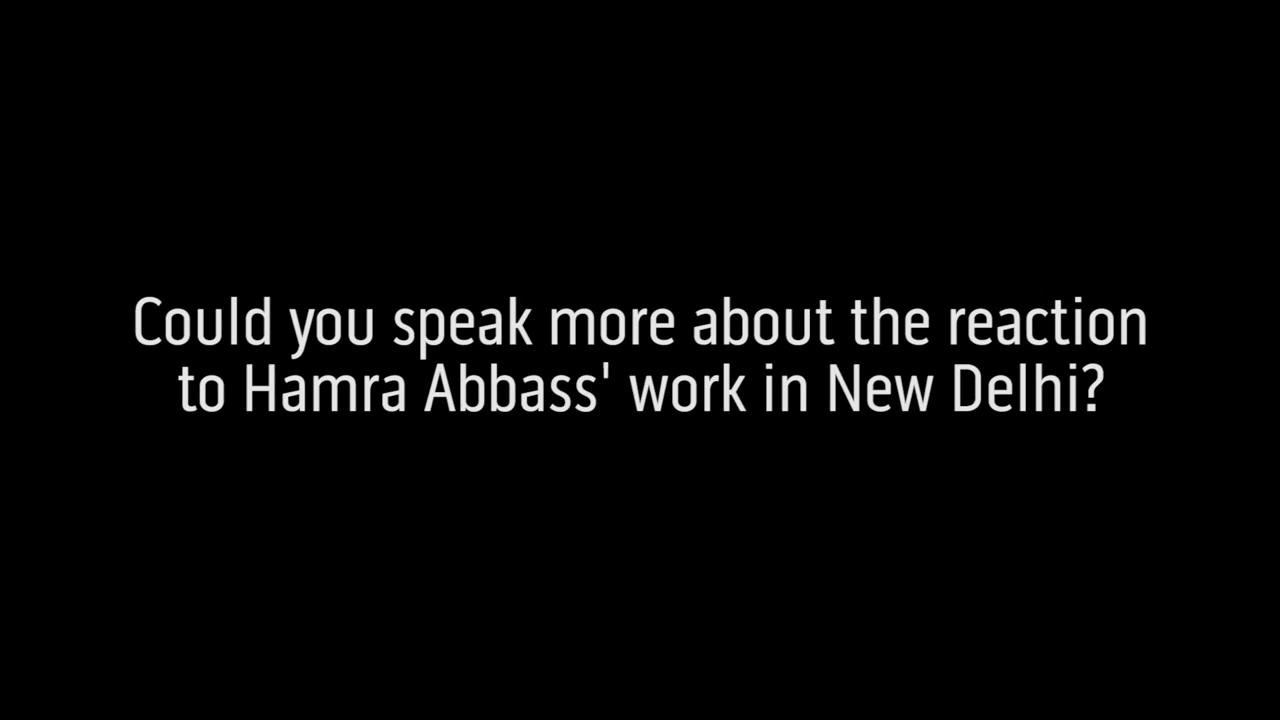 Could you speak more about the reaction
to Hamra Abbass' work in New Delhi?